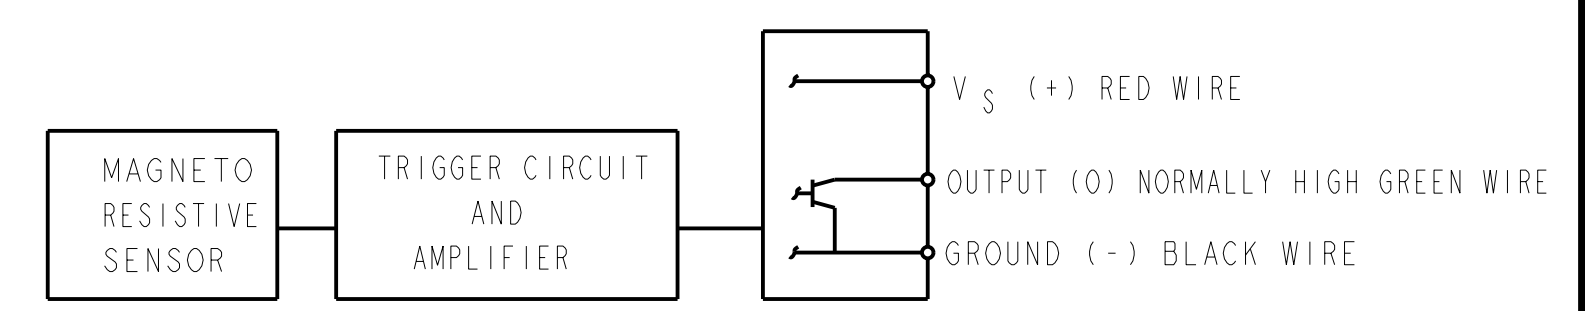 MAGNETO
RESISTIVE
SENSOR
TRIGGER CIRCUIT
AND
AMPLIFIER
V S (+) RED WIRE
OUTPUT (O) NORMALLY HIGH GREEN WIRE
GROUND (-) BLACK WIRE